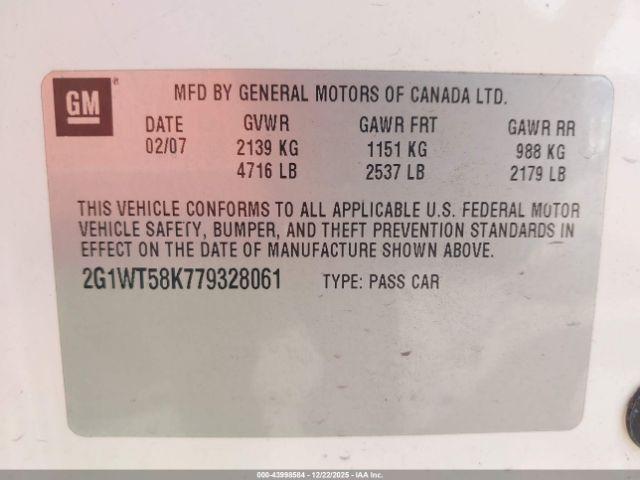 GM®
MFD BY GENERAL MOTORS OF CANADA LTD.
DATE GVWR GAWR FRT GAWR RR
02/07 2139 KG 1151 KG 988 KG
4716 LB 2537 LB 2179 LB
THIS VEHICLE CONFORMS TO ALL APPLICABLE U.S. FEDERAL MOTOR
VEHICLE SAFETY, BUMPER, AND THEFT PREVENTION STANDARDS IN
EFFECT ON THE DATE OF MANUFACTURE SHOWN ABOVE.
2G1WT58K779328061 TYPE: PASS CAR
000-43998584 - 12/22/2025 - IAA Inc.